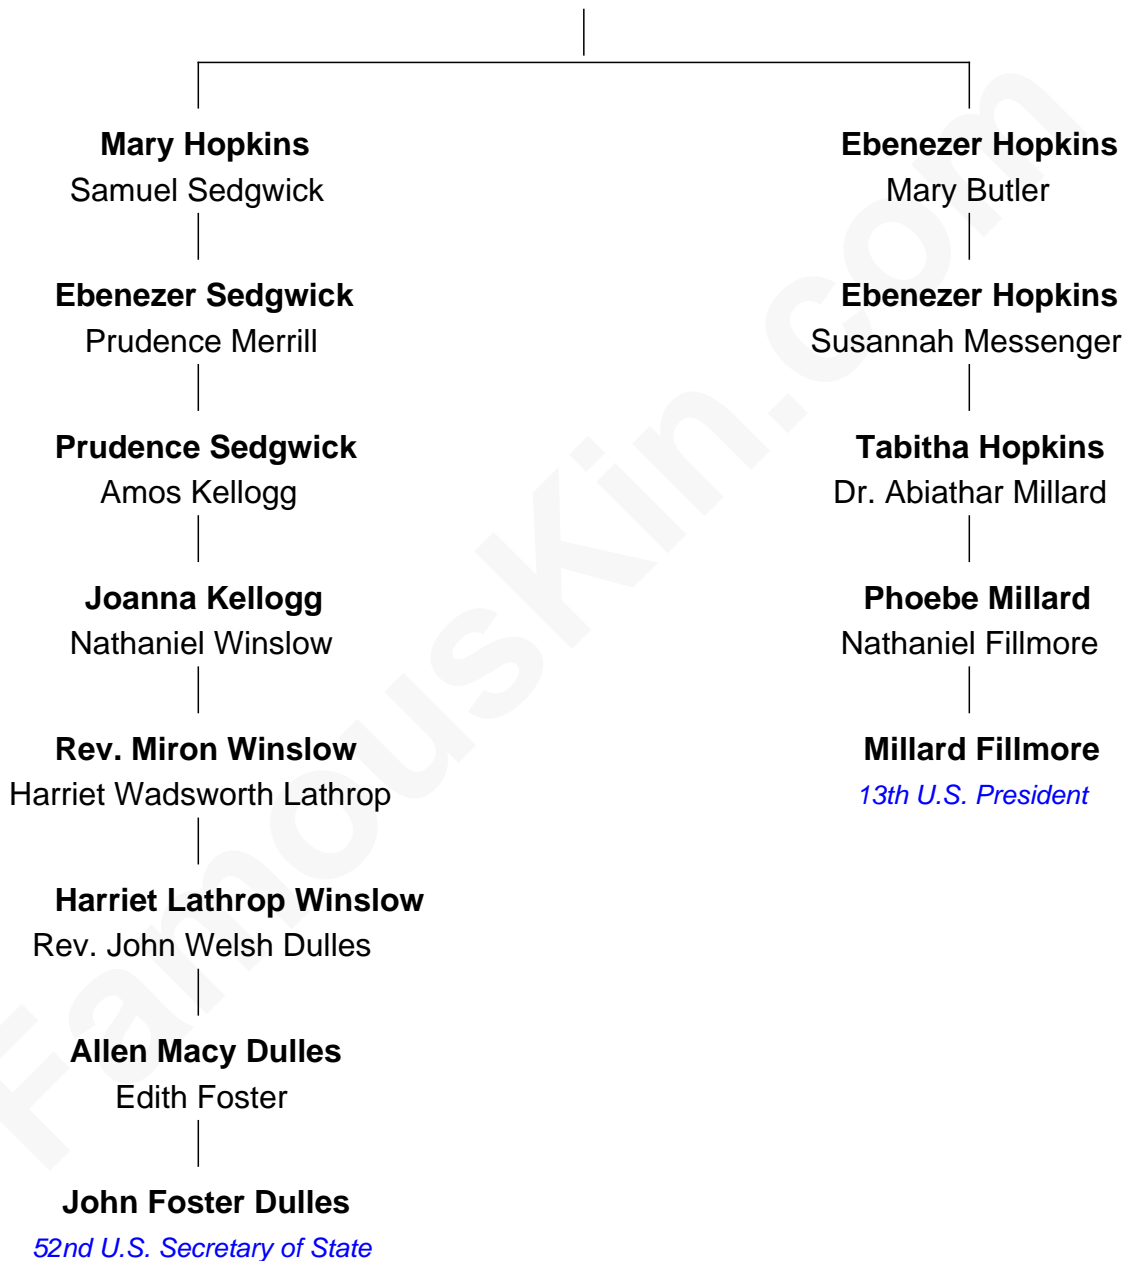 Mary Hopkins
Samuel Sedgwick
Ebenezer Sedgwick
Prudence Merrill
Prudence Sedgwick
Amos Kellogg
Joanna Kellogg
Nathaniel Winslow
Rev. Miron Winslow
Harriet Wadsworth Lathrop
Harriet Lathrop Winslow
Rev. John Welsh Dulles
Allen Macy Dulles
Edith Foster
John Foster Dulles
52nd U.S. Secretary of State
Ebenezer Hopkins
Mary Butler
Ebenezer Hopkins
Susannah Messenger
Tabitha Hopkins
Dr. Abiathar Millard
Phoebe Millard
Nathaniel Fillmore
Millard Fillmore
13th U.S. President
FamousKin.com